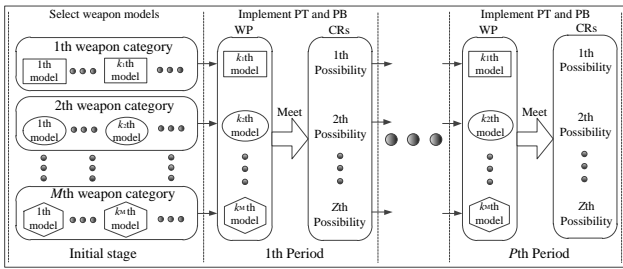 Select weapon models
1th weapon category
1th model
k1th model
2th weapon category
1th model
k2th model
Mth weapon category
1th model
kMth model
Initial stage
Implement PT and PB
WP
CRs
k1th model
k2th model
kMth model
Meet
1th Possibility
2th Possibility
Zth Possibility
1th Period
Implement PT and PB
WP
CRs
k1th model
k2th model
kMth model
Meet
1th Possibility
2th Possibility
Zth Possibility
Pth Period